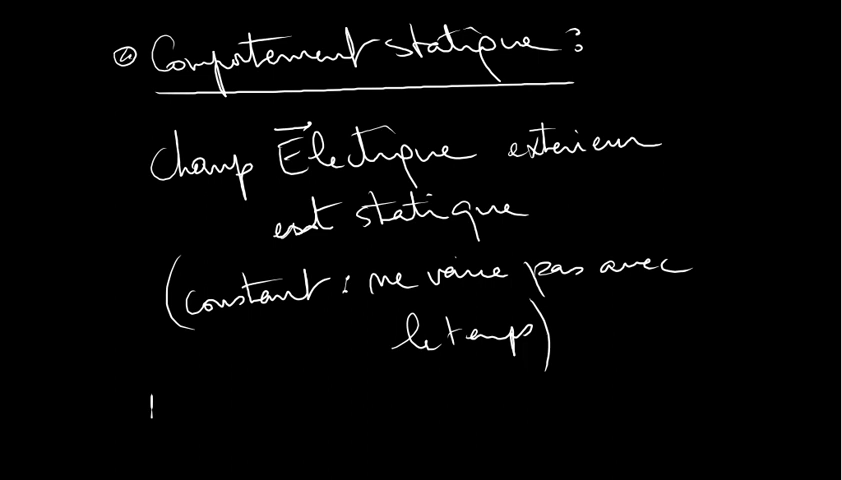 Comportement statique :
champ Électrique extérieur
est statique
(constant : ne varie pas avec
le temps)